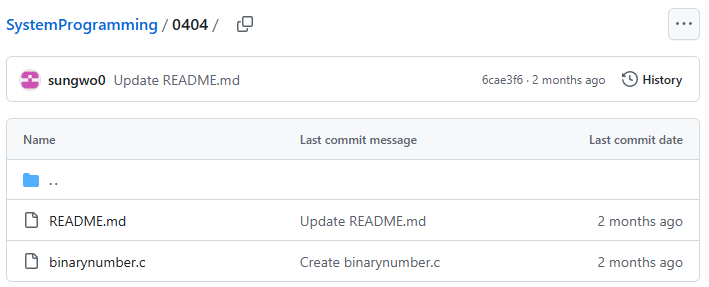 SystemProgramming / 0404 /
sungwo0 Update README.md 6cae3f6 · 2 months ago History
Name Last commit message Last commit date
..
README.md Update README.md 2 months ago
binarynumber.c Create binarynumber.c 2 months ago